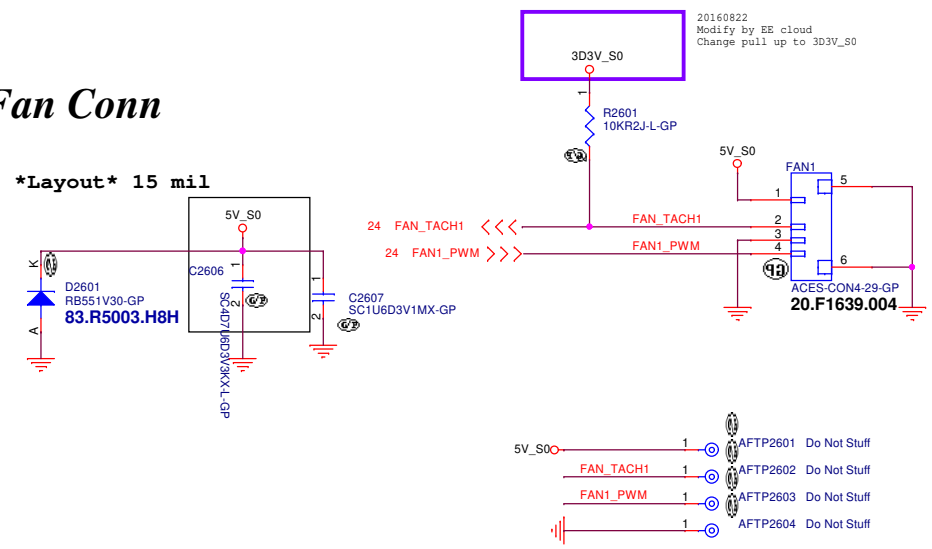 20160822
Modify by EE cloud
Change pull up to 3D3V_S0
3D3V_S0
Fan Conn
1
R2601
10KR2J-L-GP
*Layout* 15 mil
5V_S0
FAN1
5V_S0
1
5
24 FAN_TACH1
FAN_TACH1
2
3
24 FAN1_PWM
FAN1_PWM
4
6
GP
ACES-CON4-29-GP
20.F1639.004
K
D2601
RB551V30-GP
83.R5003.H8H
A
C2606
1
2
SC4D7U6D3V3KX-L-GP
1
C2607
SC1U6D3V1MX-GP
2
5V_S0
1
AFTP2601 Do Not Stuff
FAN_TACH1
1
AFTP2602 Do Not Stuff
FAN1_PWM
1
AFTP2603 Do Not Stuff
1
AFTP2604 Do Not Stuff